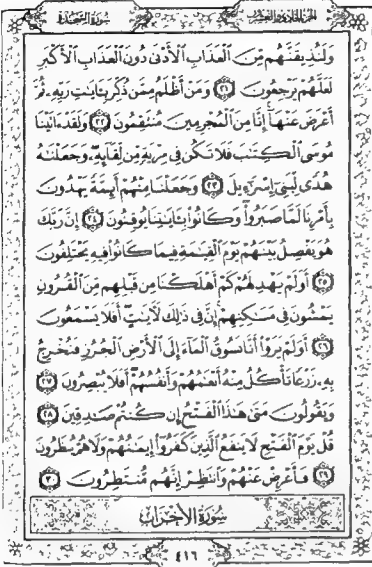 سُورَةُ السَّجْدَةِ الجزء الحادي والعشرون
وَلَنُذِيقَنَّهُم مِّنَ ٱلْعَذَابِ ٱلْأَدْنَىٰ دُونَ ٱلْعَذَابِ ٱلْأَكْبَرِ
لَعَلَّهُمْ يَرْجِعُونَ ٢١ وَمَنْ أَظْلَمُ مِمَّن ذُكِّرَ بِـَٔايَـٰتِ رَبِّهِۦ ثُمَّ
أَعْرَضَ عَنْهَآ إِنَّا مِنَ ٱلْمُجْرِمِينَ مُنتَقِمُونَ ٢٢ وَلَقَدْ ءَاتَيْنَا
مُوسَى ٱلْكِتَـٰبَ فَلَا تَكُن فِى مِرْيَةٍ مِّن لِّقَآئِهِۦ وَجَعَلْنَـٰهُ
هُدًى لِّبَنِىٓ إِسْرَٰٓءِيلَ ٢٣ وَجَعَلْنَا مِنْهُمْ أَئِمَّةً يَهْدُونَ
بِأَمْرِنَا لَمَّا صَبَرُوا۟ وَكَانُوا۟ بِـَٔايَـٰتِنَا يُوقِنُونَ ٢٤ إِنَّ رَبَّكَ
هُوَ يَفْصِلُ بَيْنَهُمْ يَوْمَ ٱلْقِيَـٰمَةِ فِيمَا كَانُوا۟ فِيهِ يَخْتَلِفُونَ
٢٥ أَوَلَمْ يَهْدِ لَهُمْ كَمْ أَهْلَكْنَا مِن قَبْلِهِم مِّنَ ٱلْقُرُونِ
يَمْشُونَ فِى مَسَـٰكِنِهِمْ إِنَّ فِى ذَٰلِكَ لَـَٔايَـٰتٍ أَفَلَا يَسْمَعُونَ
٢٦ أَوَلَمْ يَرَوْا۟ أَنَّا نَسُوقُ ٱلْمَآءَ إِلَى ٱلْأَرْضِ ٱلْجُرُزِ فَنُخْرِجُ
بِهِۦ زَرْعًا تَأْكُلُ مِنْهُ أَنْعَـٰمُهُمْ وَأَنفُسُهُمْ أَفَلَا يُبْصِرُونَ ٢٧
وَيَقُولُونَ مَتَىٰ هَـٰذَا ٱلْفَتْحُ إِن كُنتُمْ صَـٰدِقِينَ ٢٨
قُلْ يَوْمَ ٱلْفَتْحِ لَا يَنفَعُ ٱلَّذِينَ كَفَرُوٓا۟ إِيمَـٰنُهُمْ وَلَا هُمْ يُنظَرُونَ
٢٩ فَأَعْرِضْ عَنْهُمْ وَٱنتَظِرْ إِنَّهُم مُّنتَظِرُونَ ٣٠
سُورَةُ الأَحْزَابِ
٤١٦